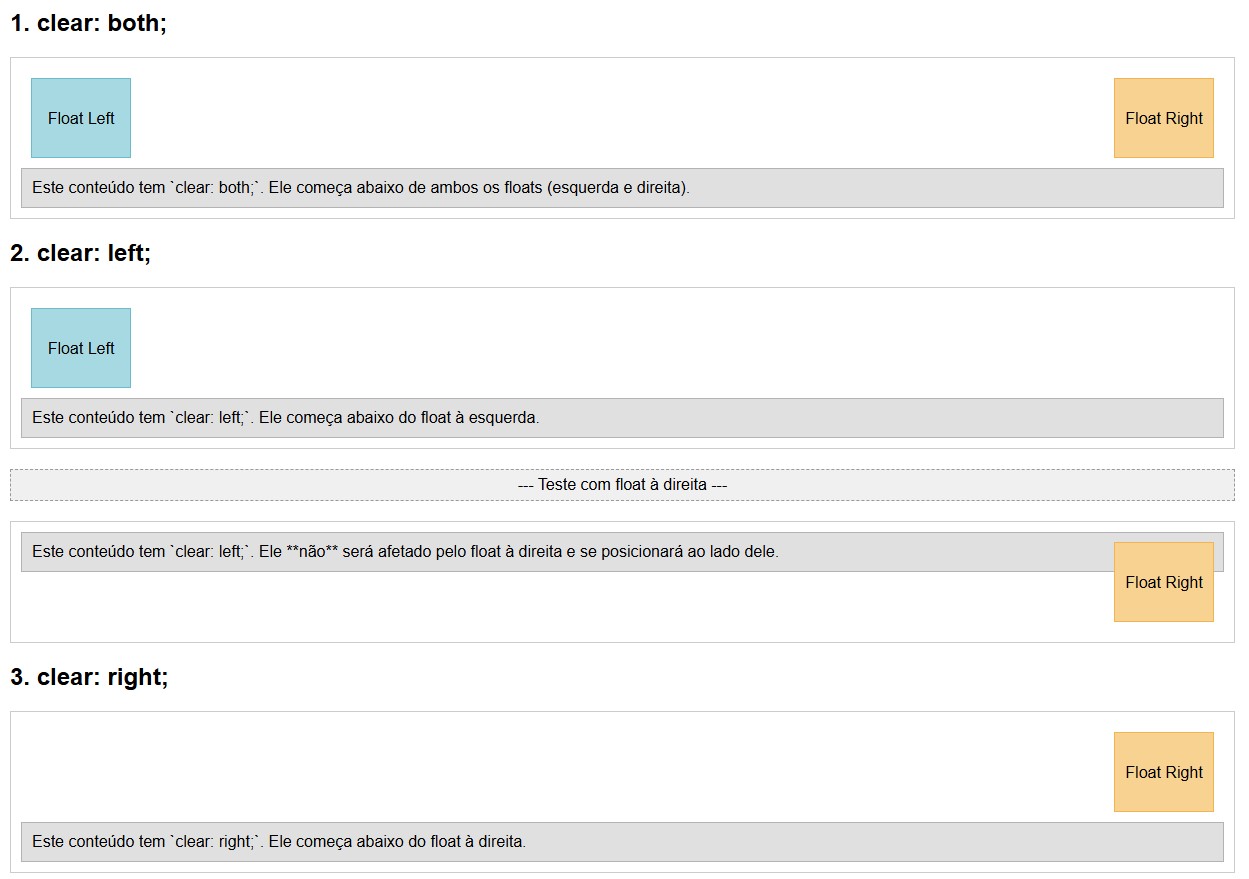 1. clear: both;
Float Left
Float Right
Este conteúdo tem `clear: both;`. Ele começa abaixo de ambos os floats (esquerda e direita).
2. clear: left;
Float Left
Este conteúdo tem `clear: left;`. Ele começa abaixo do float à esquerda.
--- Teste com float à direita ---
Este conteúdo tem `clear: left;`. Ele **não** será afetado pelo float à direita e se posicionará ao lado dele.
Float Right
3. clear: right;
Float Right
Este conteúdo tem `clear: right;`. Ele começa abaixo do float à direita.